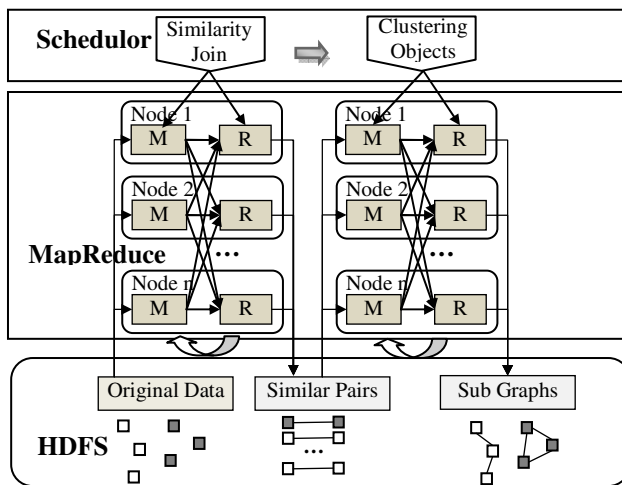 Schedulor
Similarity
Join
Clustering
Objects
MapReduce
Node 1
M
R
Node 2
M
R
...
Node n
M
R
Node 1
M
R
Node 2
M
R
...
Node n
M
R
HDFS
Original Data
Similar Pairs
...
Sub Graphs